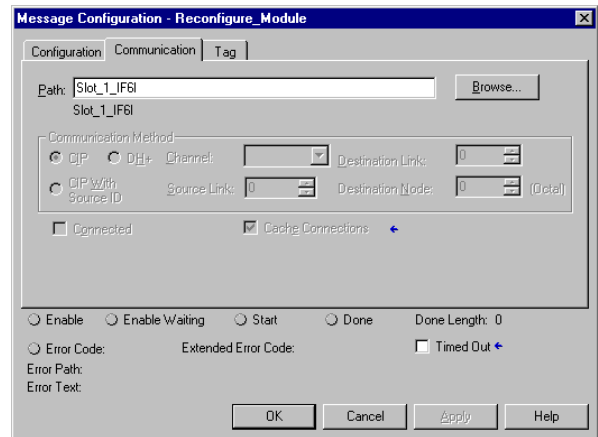 Message Configuration - Reconfigure_Module
Configuration Communication Tag
Path: Slot_1_IF6I Browse...
Slot_1_IF6I
Communication Method
CIP DH+ Channel: Destination Link: 0
CIP With Source ID Source Link: 0 Destination Node: 0 (Octal)
Connected Cache Connections
Enable Enable Waiting Start Done Done Length: 0
Error Code: Extended Error Code: Timed Out
Error Path:
Error Text:
OK Cancel Apply Help